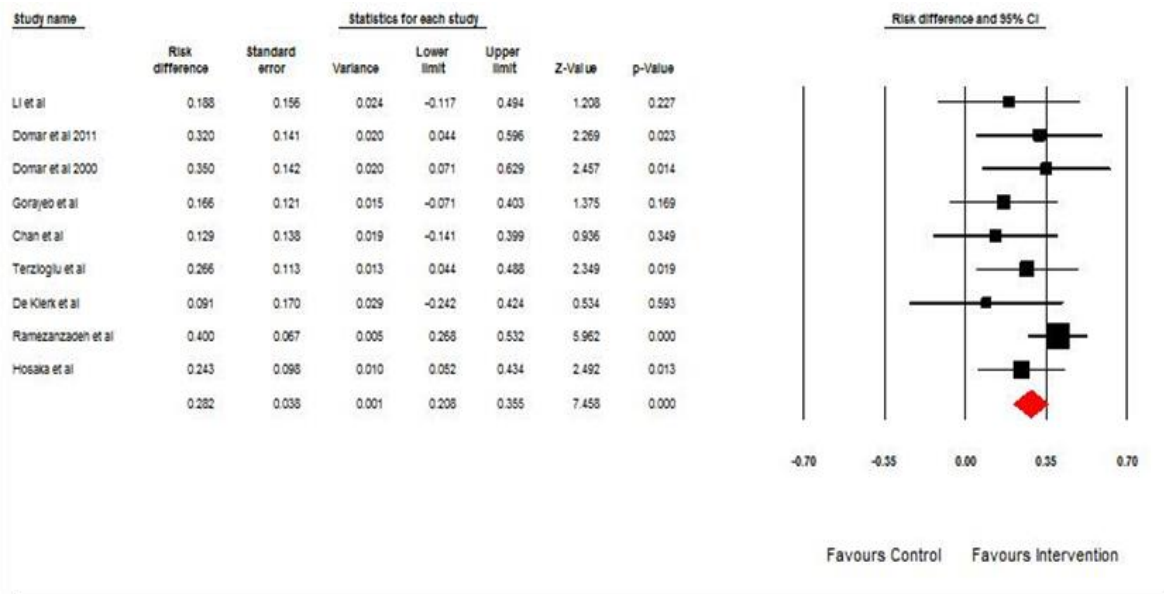 Study name Statistics for each study Risk difference and 95% CI
Risk difference Standard error Variance Lower limit Upper limit Z-Value p-Value
Li et al 0.188 0.156 0.024 -0.117 0.494 1.208 0.227
Domar et al 2011 0.320 0.141 0.020 0.044 0.596 2.269 0.023
Domar et al 2000 0.350 0.142 0.020 0.071 0.629 2.457 0.014
Gorayeb et al 0.166 0.121 0.015 -0.071 0.403 1.375 0.169
Chan et al 0.129 0.138 0.019 -0.141 0.399 0.936 0.349
Terzioglu et al 0.266 0.113 0.013 0.044 0.488 2.349 0.019
De Klerk et al 0.091 0.170 0.029 -0.242 0.424 0.534 0.593
Ramezanzadeh et al 0.400 0.067 0.005 0.268 0.532 5.962 0.000
Hosaka et al 0.243 0.098 0.010 0.052 0.434 2.492 0.013
0.282 0.038 0.001 0.208 0.355 7.458 0.000
-0.70 -0.35 0.00 0.35 0.70
Favours Control Favours Intervention